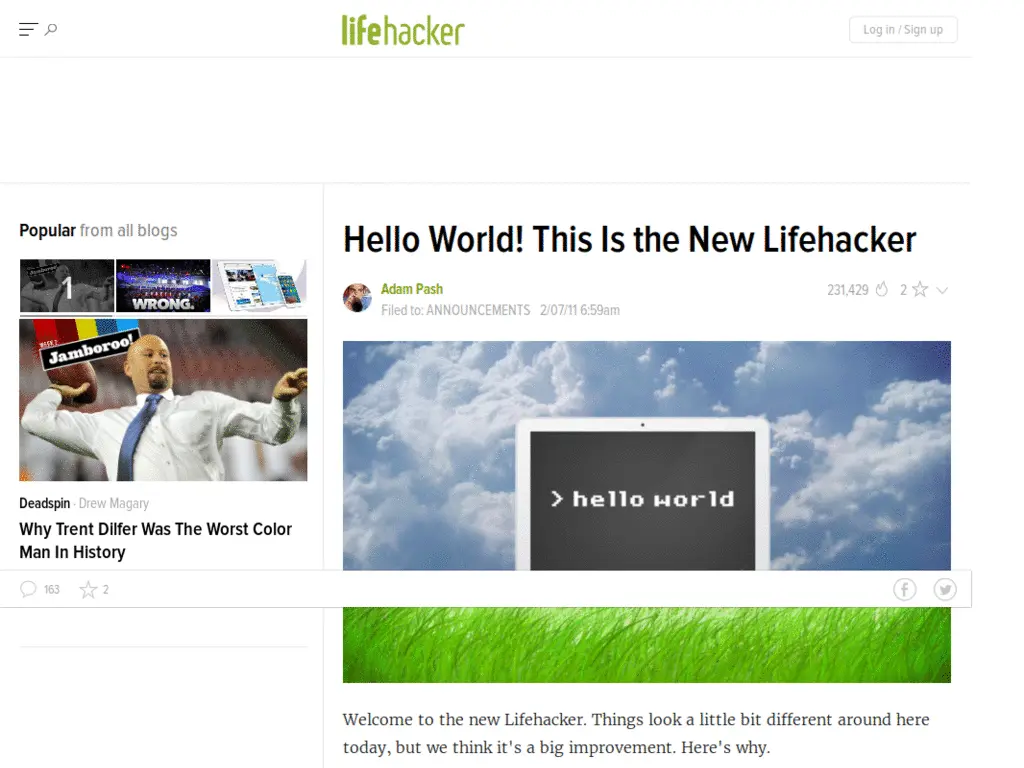 lifehacker
Log in / Sign up
Popular from all blogs
1
WRONG.
Jamboroo!
Deadspin · Drew Magary
Why Trent Dilfer Was The Worst Color
Man In History
163
2
Hello World! This Is the New Lifehacker
Adam Pash
Filed to: ANNOUNCEMENTS 2/07/11 6:59am
231,429
2
> hello world
Welcome to the new Lifehacker. Things look a little bit different around here
today, but we think it's a big improvement. Here's why.